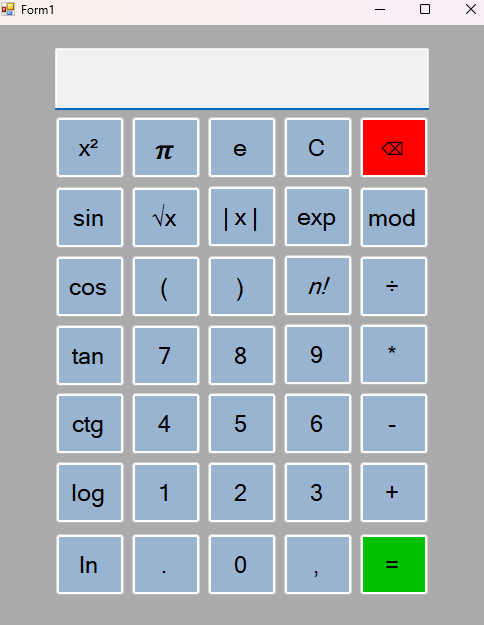 Form1
x² π e C ⌫
sin √x | x | exp mod
cos ( ) n! ÷
tan 7 8 9 *
ctg 4 5 6 -
log 1 2 3 +
ln . 0 , =